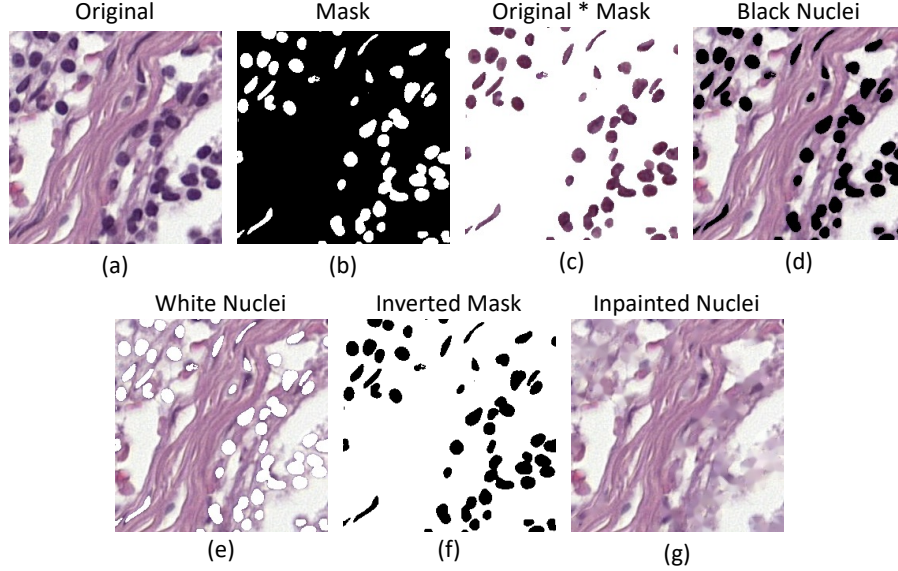 Original
Mask
Original * Mask
Black Nuclei
(a)
(b)
(c)
(d)
White Nuclei
Inverted Mask
Inpainted Nuclei
(e)
(f)
(g)